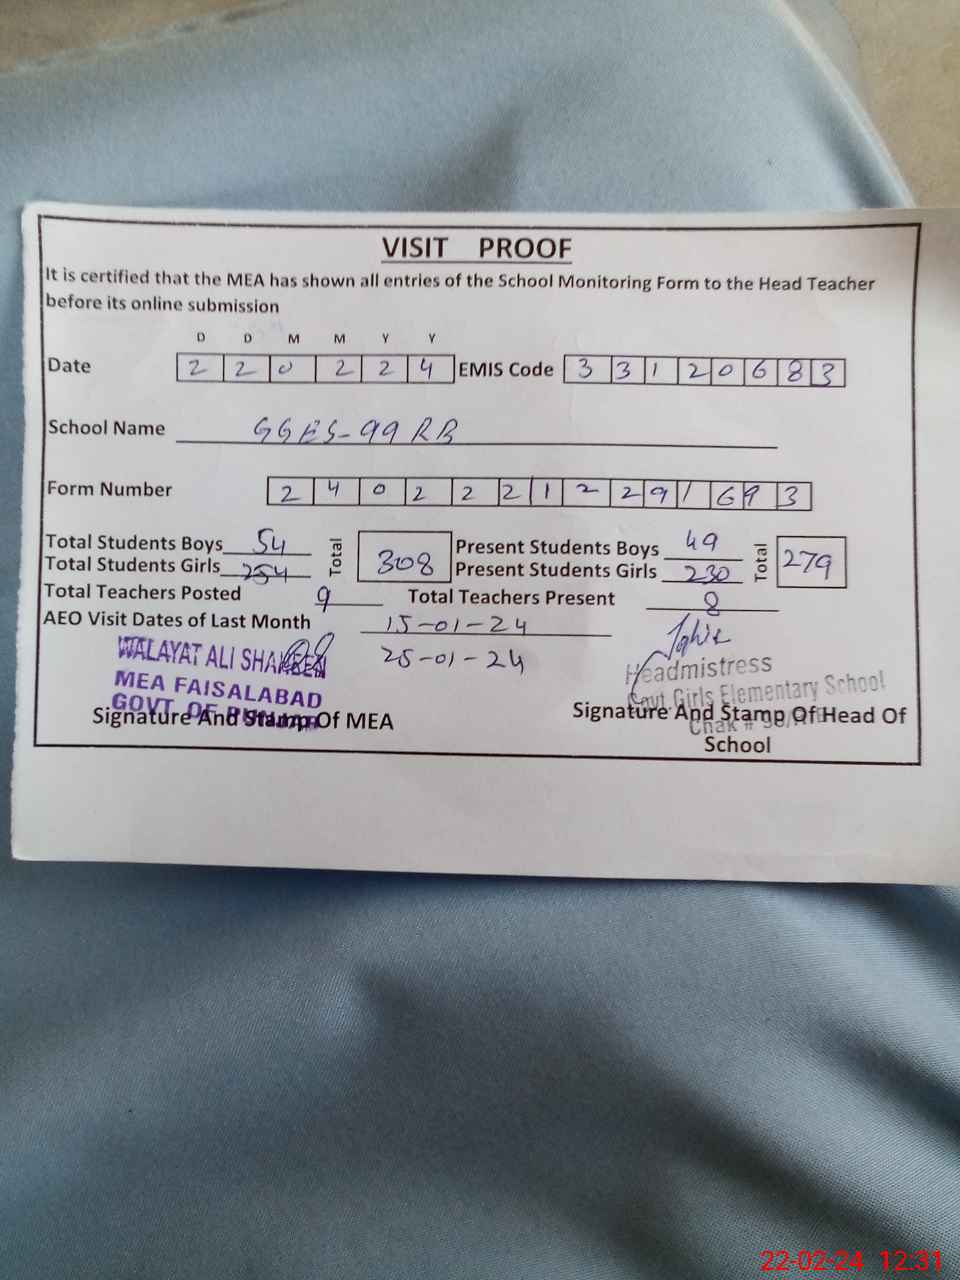 VISIT PROOF
It is certified that the MEA has shown all entries of the School Monitoring Form to the Head Teacher
before its online submission
D D M M Y Y
Date 2 2 0 2 2 4 EMIS Code 3 3 1 2 0 6 8 3
School Name GGES-99 RB
Form Number 2 4 0 2 2 2 1 2 2 9 1 6 9 3
Total Students Boys 54 Total 308 Present Students Boys 49 Total 279
Total Students Girls 254 Present Students Girls 230
Total Teachers Posted 9 Total Teachers Present 8
AEO Visit Dates of Last Month 15-01-24
25-01-24
WALAYAT ALI
MEA FAISALABAD
GOVT. OF
Signature And Stamp Of MEA
Headmistress
Govt. Girls Elementary School
Chak #
Signature And Stamp Of Head Of
School
22-02-24 12:31